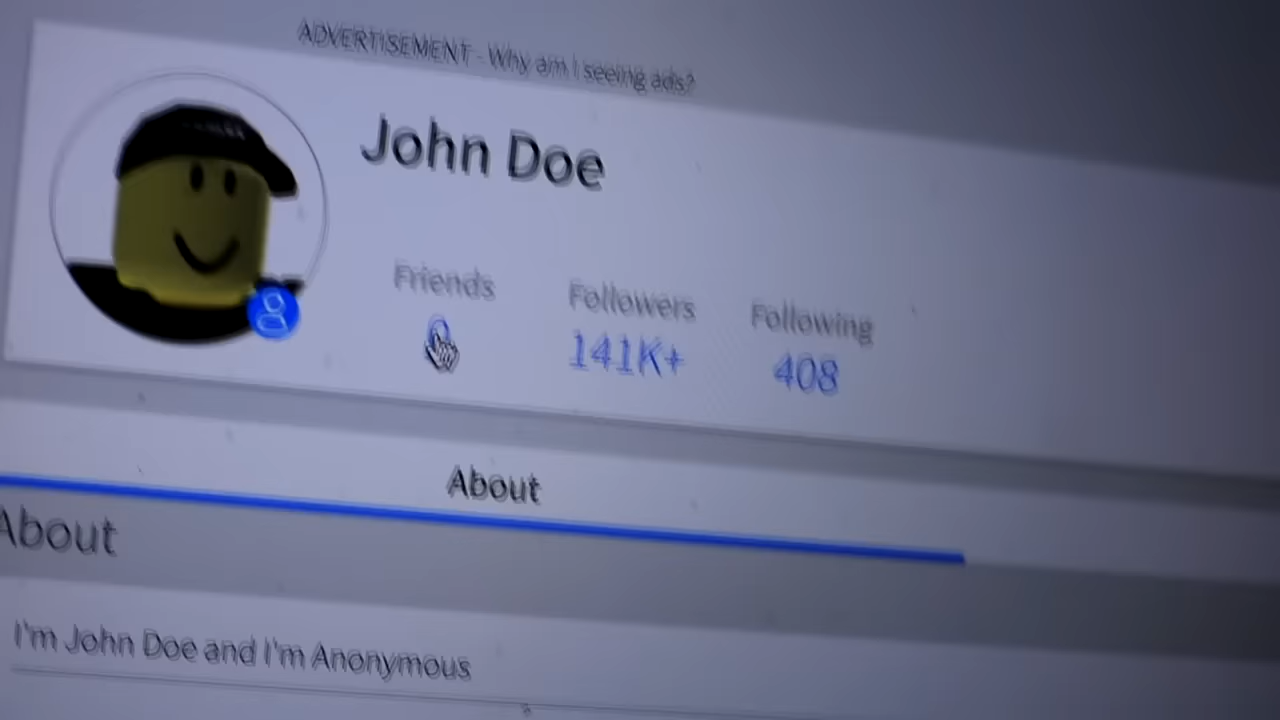 ADVERTISEMENT - Why am I seeing ads?
John Doe
Friends
Followers
Following
141K+
408
About
About
I'm John Doe and I'm Anonymous